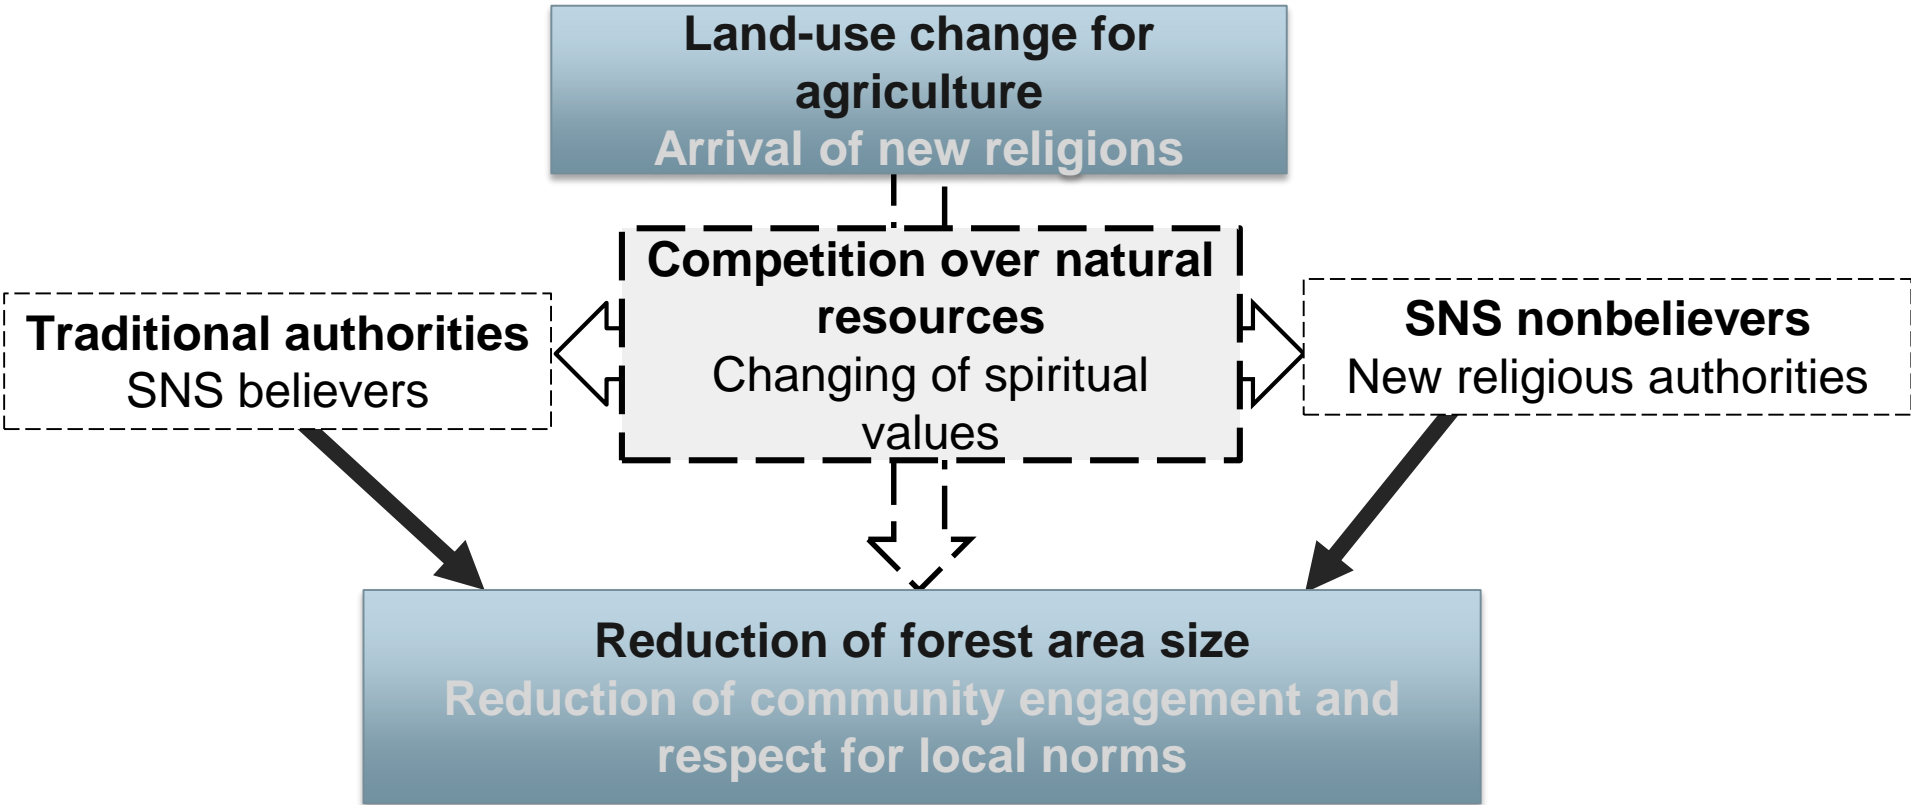 Land-use change for
agriculture
Arrival of new religions
Competition over natural
resources
Changing of spiritual
values
Traditional authorities
SNS believers
SNS nonbelievers
New religious authorities
Reduction of forest area size
Reduction of community engagement and
respect for local norms